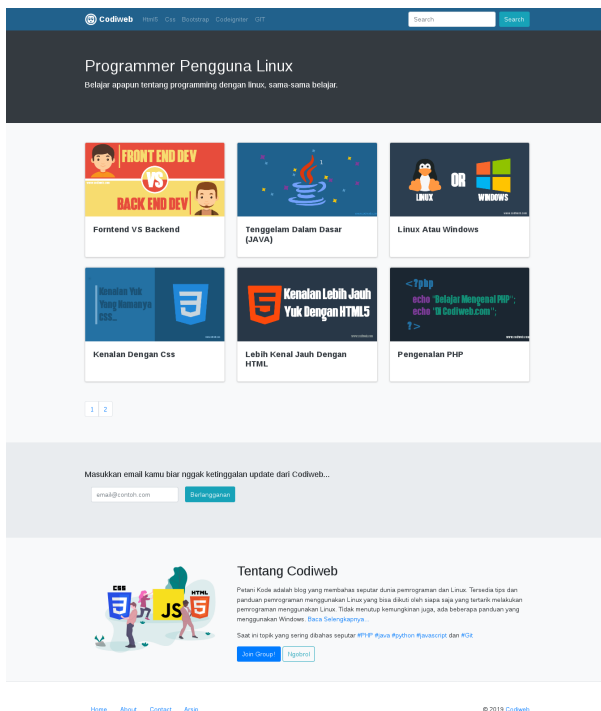 Codiweb Html5 Css Bootstrap Codeigniter GIT Search Search
Programmer Pengguna Linux
Belajar apapun tentang programming dengan linux, sama-sama belajar.
FRONT END DEV
VS
BACK END DEV
LINUX OR WINDOWS
Forntend VS Backend
Tenggelam Dalam Dasar
(JAVA)
Linux Atau Windows
Kenalan Yuk
Yang Namanya
CSS...
Kenalan Lebih Jauh
Yuk Dengan HTML5
<?php
echo "Belajar Mengenal PHP";
echo "Di Codiweb.com";
?>
Kenalan Dengan Css
Lebih Kenal Jauh Dengan
HTML
Pengenalan PHP
1 2
Masukkan email kamu biar nggak ketinggalan update dari Codiweb...
email@contoh.com Berlangganan
CSS
JS
HTML
Tentang Codiweb
Petani Kode adalah blog yang membahas seputar dunia pemrograman dan Linux. Tersedia tips dan
panduan pemrograman menggunakan Linux yang bisa diikuti oleh siapa saja yang tertarik melakukan
pemrograman menggunakan Linux. Tidak menutup kemungkinan juga, ada beberapa panduan yang
menggunakan Windows. Baca Selengkapnya...
Saat ini topik yang sering dibahas seputar #PHP #java #python #javascript dan #Git
Join Group! Ngobrol
Home About Contact Arsip © 2019 Codiweb